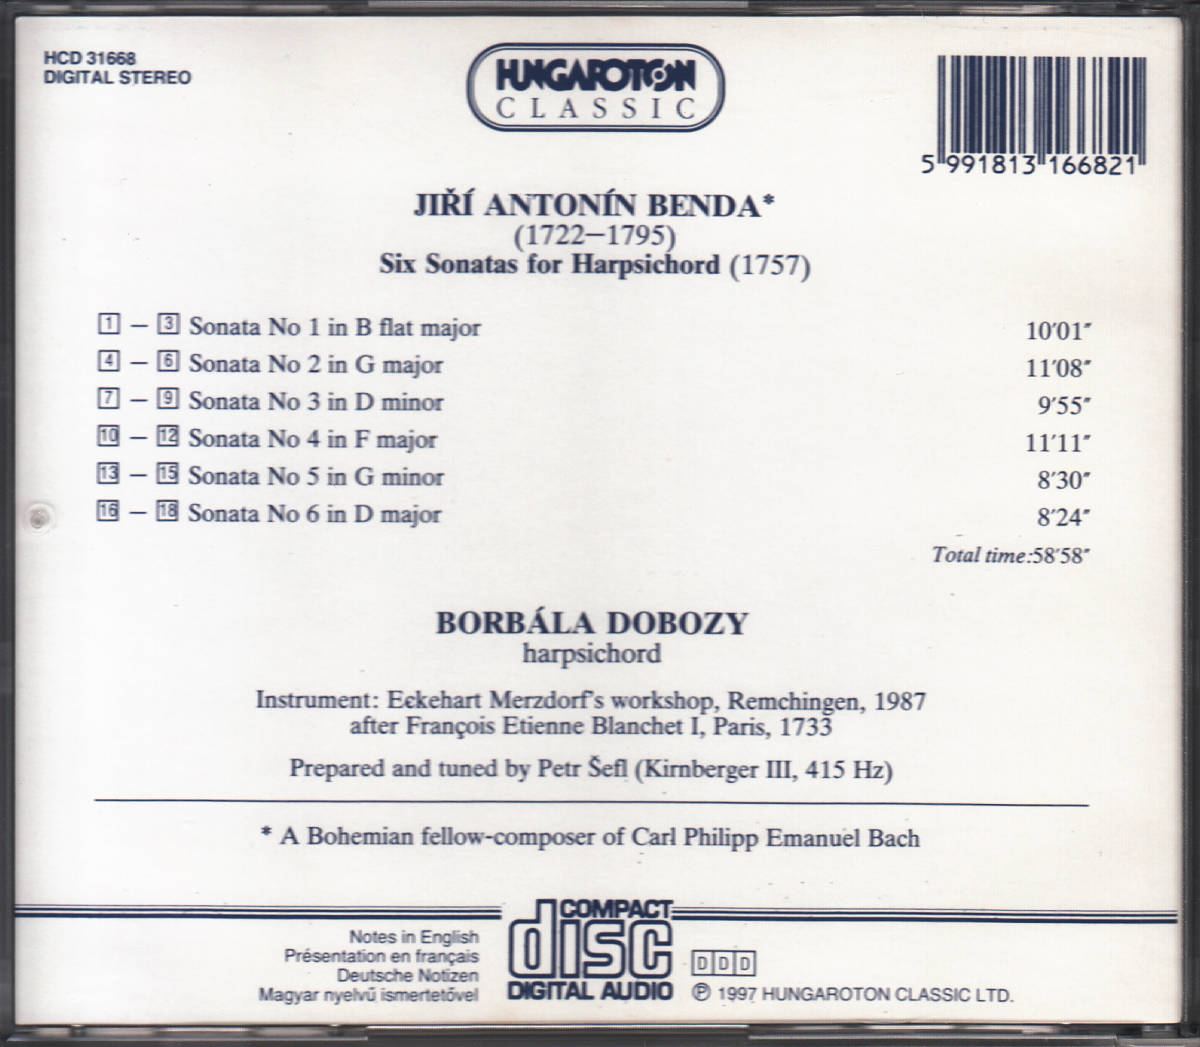 HCD 31668
DIGITAL STEREO
HUNGAROTON
CLASSIC
5 991813 166821
JIŘÍ ANTONÍN BENDA*
(1722–1795)
Six Sonatas for Harpsichord (1757)
1 – 3 Sonata No 1 in B flat major 10′01″
4 – 6 Sonata No 2 in G major 11′08″
7 – 9 Sonata No 3 in D minor 9′55″
10 – 12 Sonata No 4 in F major 11′11″
13 – 15 Sonata No 5 in G minor 8′30″
16 – 18 Sonata No 6 in D major 8′24″
Total time:58′58″
BORBÁLA DOBOZY
harpsichord
Instrument: Eckehart Merzdorf's workshop, Remchingen, 1987
after François Etienne Blanchet I, Paris, 1733
Prepared and tuned by Petr Šefl (Kirnberger III, 415 Hz)
* A Bohemian fellow-composer of Carl Philipp Emanuel Bach
Notes in English
Présentation en français
Deutsche Notizen
Magyar nyelvű ismertetővel
COMPACT
disc
DIGITAL AUDIO
DDD
℗ 1997 HUNGAROTON CLASSIC LTD.